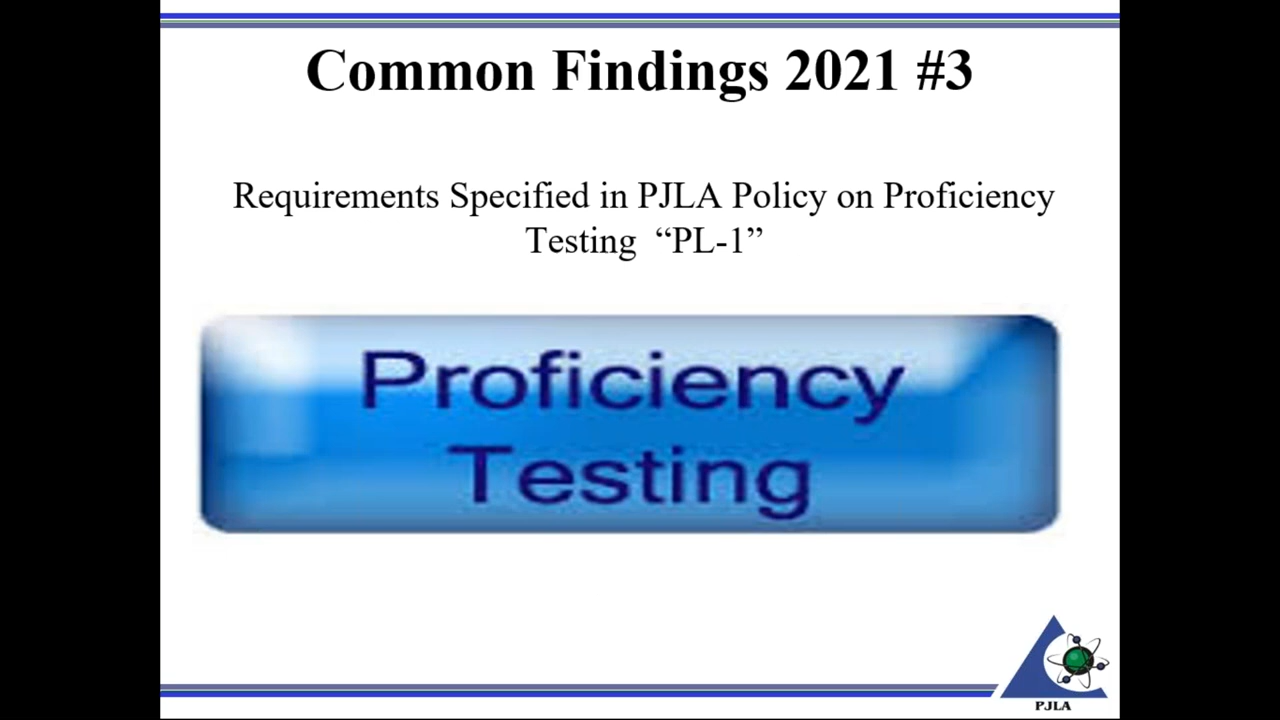 Common Findings 2021 #3
Requirements Specified in PJLA Policy on Proficiency
Testing “PL-1”
Proficiency
Testing
PJLA